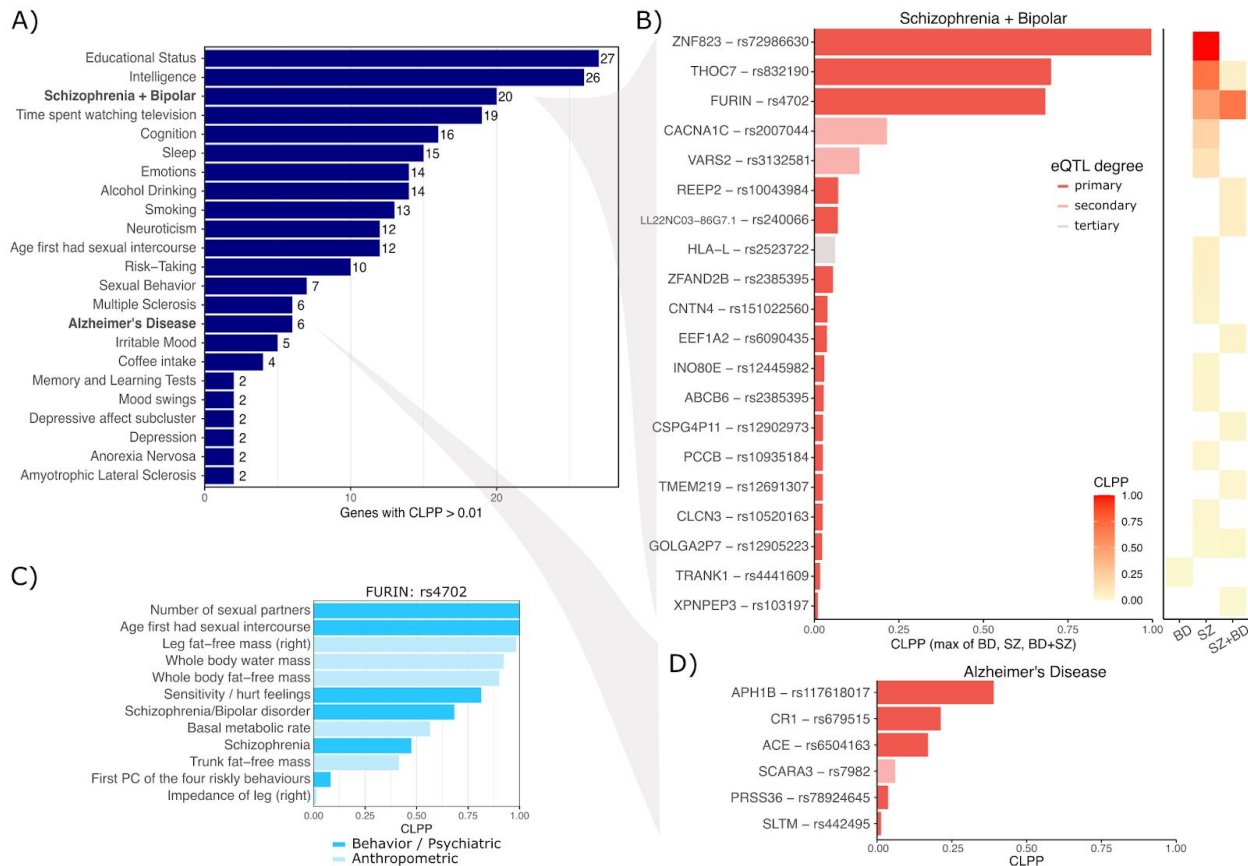 A)
Educational Status 27
Intelligence 26
Schizophrenia + Bipolar 20
Time spent watching television 19
Cognition 16
Sleep 15
Emotions 14
Alcohol Drinking 14
Smoking 13
Neuroticism 12
Age first had sexual intercourse 12
Risk-Taking 10
Sexual Behavior 7
Multiple Sclerosis 6
Alzheimer's Disease 6
Irritable Mood 5
Coffee intake 4
Memory and Learning Tests 2
Mood swings 2
Depressive affect subcluster 2
Depression 2
Anorexia Nervosa 2
Amyotrophic Lateral Sclerosis 2
0 10 20
Genes with CLPP > 0.01
B)
Schizophrenia + Bipolar
ZNF823 – rs72986630
THOC7 – rs832190
FURIN – rs4702
CACNA1C – rs2007044
VARS2 – rs3132581
REEP2 – rs10043984
LL22NC03-86G7.1 – rs240066
HLA-L – rs2523722
ZFAND2B – rs2385395
CNTN4 – rs151022560
EEF1A2 – rs6090435
INO80E – rs12445982
ABCB6 – rs2385395
CSPG4P11 – rs12902973
PCCB – rs10935184
TMEM219 – rs12691307
CLCN3 – rs10520163
GOLGA2P7 – rs12905223
TRANK1 – rs4441609
XPNPEP3 – rs103197
0.00 0.25 0.50 0.75 1.00
CLPP (max of BD, SZ, BD+SZ)
eQTL degree
primary
secondary
tertiary
CLPP
1.00
0.75
0.50
0.25
0.00
BD SZ SZ+BD
C)
FURIN: rs4702
Number of sexual partners
Age first had sexual intercourse
Leg fat-free mass (right)
Whole body water mass
Whole body fat-free mass
Sensitivity / hurt feelings
Schizophrenia/Bipolar disorder
Basal metabolic rate
Schizophrenia
Trunk fat-free mass
First PC of the four riskly behaviours
Impedance of leg (right)
0.00 0.25 0.50 0.75 1.00
CLPP
Behavior / Psychiatric
Anthropometric
D)
Alzheimer's Disease
APH1B – rs117618017
CR1 – rs679515
ACE – rs6504163
SCARA3 – rs7982
PRSS36 – rs78924645
SLTM – rs442495
0.00 0.25 0.50 0.75 1.00
CLPP